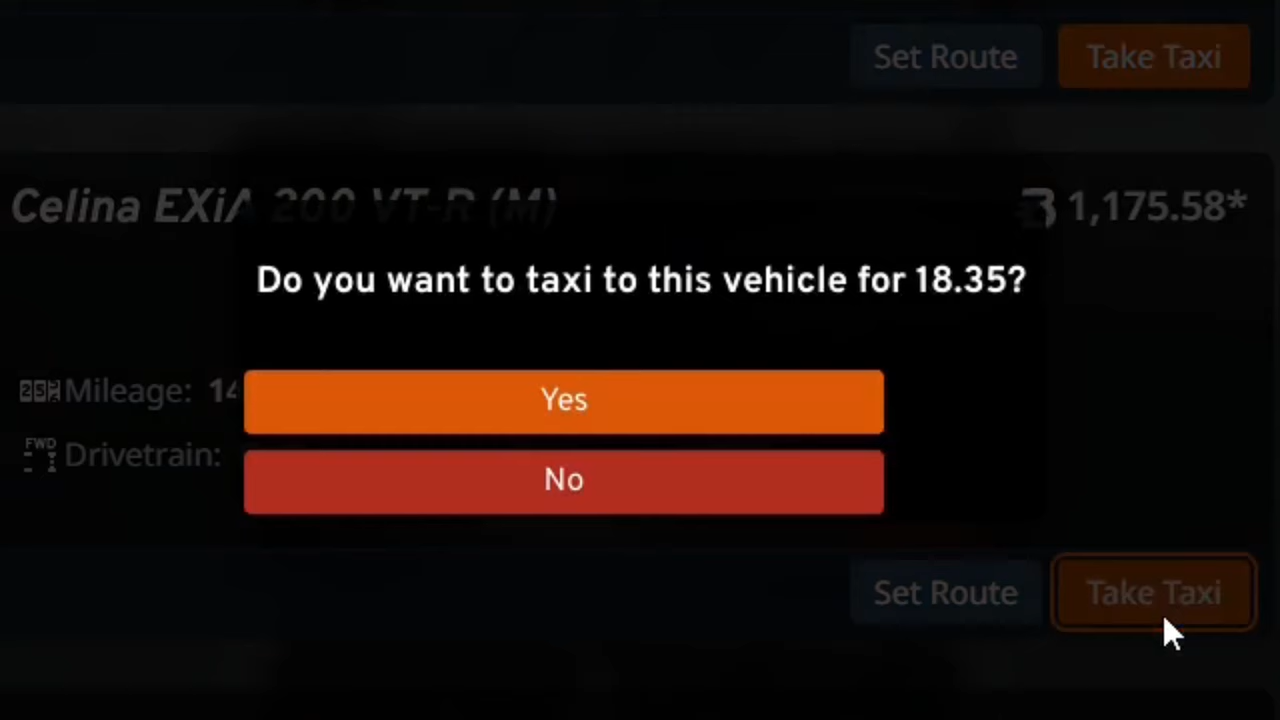 Set Route Take Taxi
Celina EXiA 200 VT-R (M) 1,175.58*
Do you want to taxi to this vehicle for 18.35?
Mileage: 14
Yes
FWD
Drivetrain:
No
Set Route Take Taxi